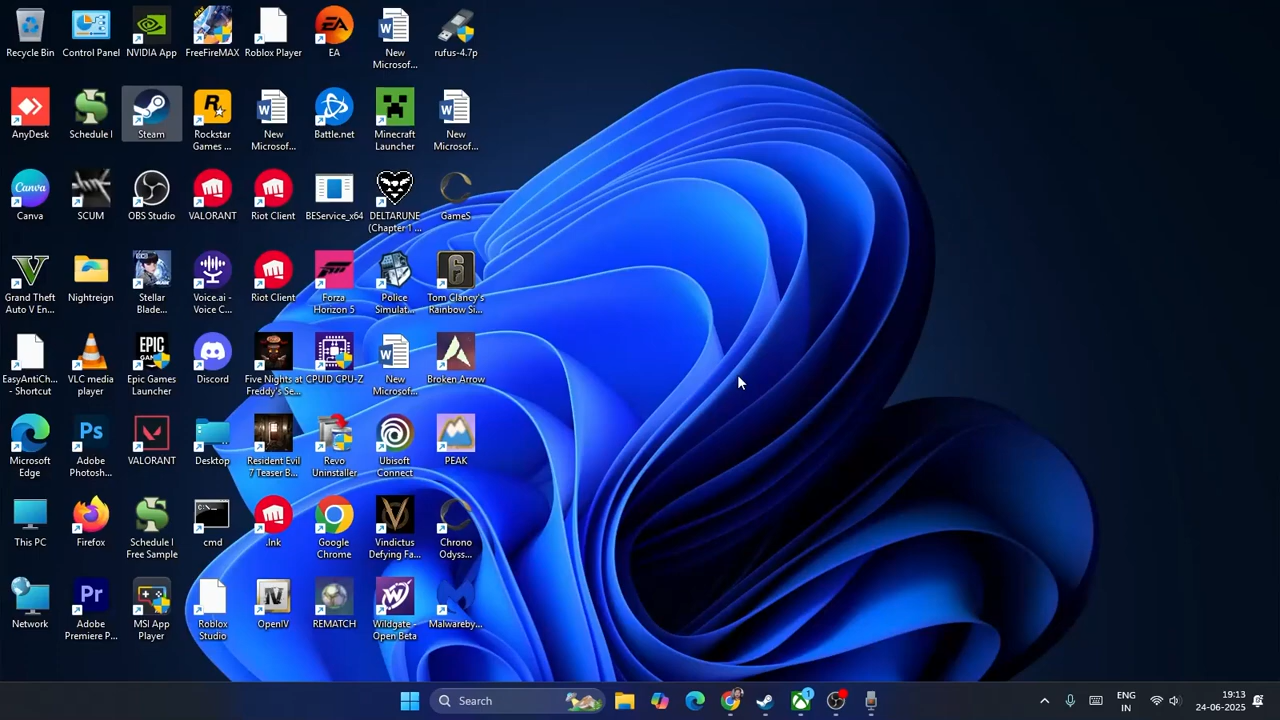 Recycle Bin
Control Panel
NVIDIA App
FreeFireMAX
Roblox Player
EA
New
Microsof...
rufus-4.7p
AnyDesk
Schedule I
Steam
Rockstar
Games ...
New
Microsof...
Battle.net
Minecraft
Launcher
New
Microsof...
Canva
SCUM
OBS Studio
VALORANT
Riot Client
BEService_x64
DELTARUNE
(Chapter 1 ...
GameS
Grand Theft
Auto V En...
Nightreign
Stellar
Blade...
Voice.ai -
Voice C...
Riot Client
Forza
Horizon 5
Police
Simulat...
Tom Clancy's
Rainbow Si...
EasyAntiCh...
- Shortcut
VLC media
player
Epic Games
Launcher
Discord
Five Nights at
Freddy's Se...
CPUID CPU-Z
New
Microsof...
Broken Arrow
Microsoft
Edge
Adobe
Photosh...
VALORANT
Desktop
Resident Evil
7 Teaser B...
Revo
Uninstaller
Ubisoft
Connect
PEAK
This PC
Firefox
Schedule I
Free Sample
cmd
.lnk
Google
Chrome
Vindictus
Defying Fa...
Chrono
Odyss...
Network
Adobe
Premiere P...
MSI App
Player
Roblox
Studio
OpenIV
REMATCH
Wildgate -
Open Beta
Malwareby...
Search
1
ENG
IN
19:13
24-06-2025